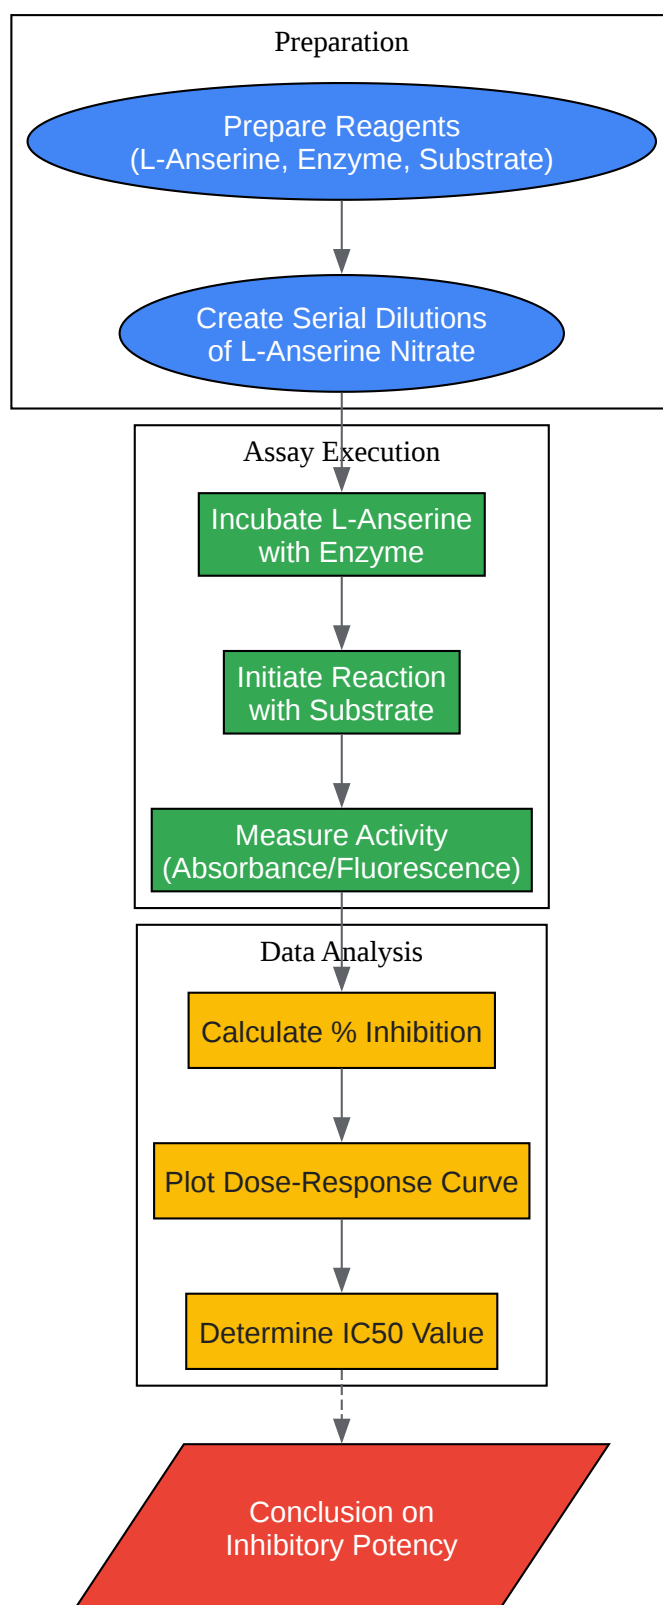 Preparation
Prepare Reagents
(L-Anserine, Enzyme, Substrate)
Create Serial Dilutions
of L-Anserine Nitrate
Assay Execution
Incubate L-Anserine
with Enzyme
Initiate Reaction
with Substrate
Measure Activity
(Absorbance/Fluorescence)
Data Analysis
Calculate % Inhibition
Plot Dose-Response Curve
Determine IC50 Value
Conclusion on
Inhibitory Potency